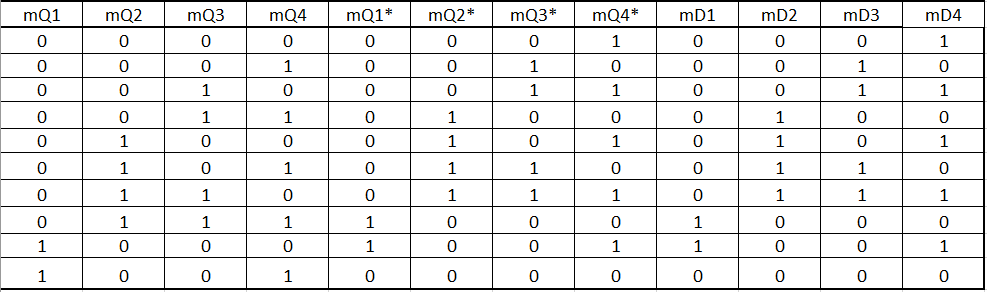 mQ1 mQ2 mQ3 mQ4 mQ1* mQ2* mQ3* mQ4* mD1 mD2 mD3 mD4
0 0 0 0 0 0 0 1 0 0 0 1
0 0 0 1 0 0 1 0 0 0 1 0
0 0 1 0 0 0 1 1 0 0 1 1
0 0 1 1 0 1 0 0 0 1 0 0
0 1 0 0 0 1 0 1 0 1 0 1
0 1 0 1 0 1 1 0 0 1 1 0
0 1 1 0 0 1 1 1 0 1 1 1
0 1 1 1 1 0 0 0 1 0 0 0
1 0 0 0 1 0 0 1 1 0 0 1
1 0 0 1 0 0 0 0 0 0 0 0